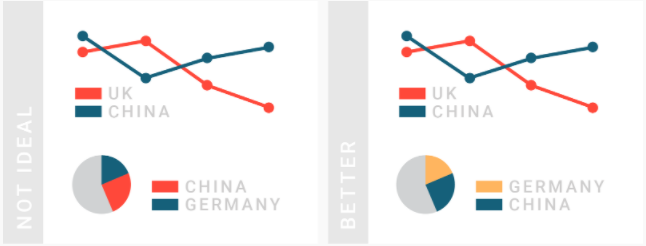 NOT IDEAL
UK
CHINA
CHINA
GERMANY
BETTER
UK
CHINA
GERMANY
CHINA